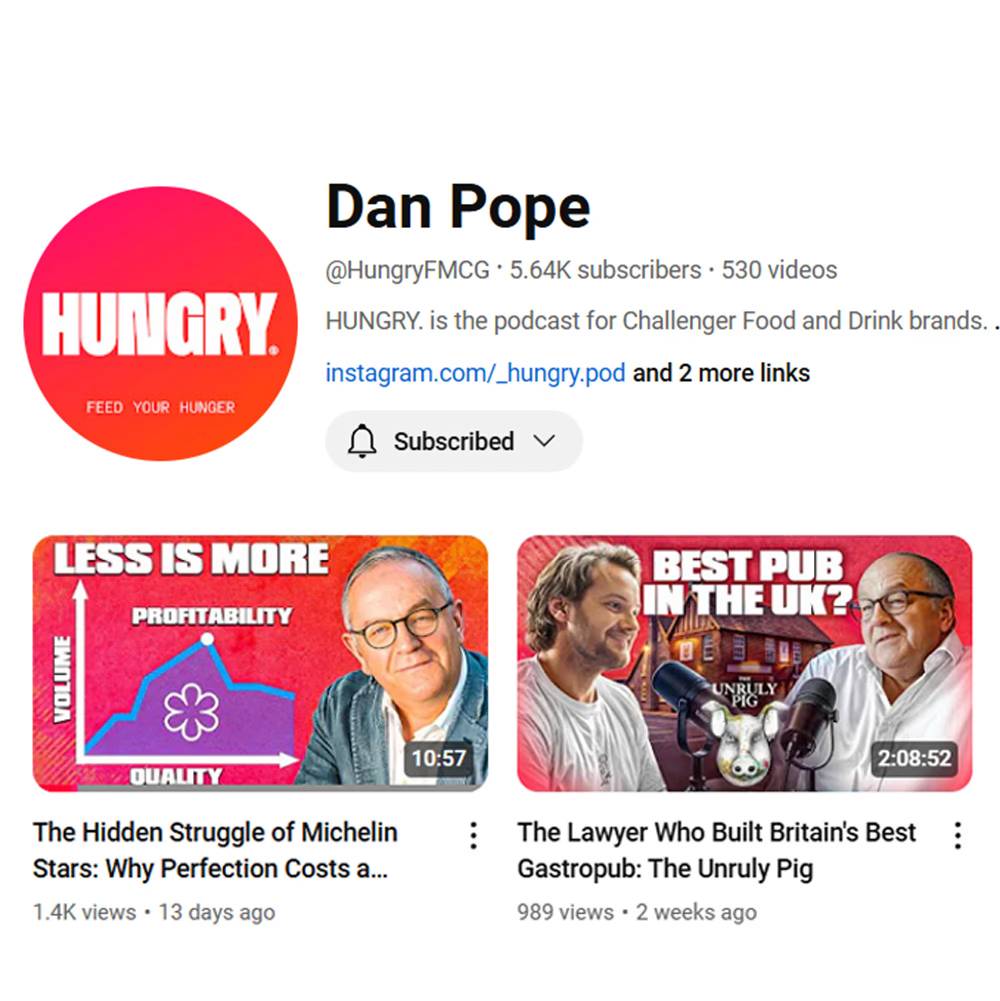 HUNGRY.®
FEED YOUR HUNGER
Dan Pope
@HungryFMCG · 5.64K subscribers · 530 videos
HUNGRY. is the podcast for Challenger Food and Drink brands. .
instagram.com/_hungry.pod and 2 more links
Subscribed
LESS IS MORE
PROFITABILITY
VOLUME
QUALITY
10:57
The Hidden Struggle of Michelin
Stars: Why Perfection Costs a...
1.4K views • 13 days ago
BEST PUB
IN THE UK?
THE
UNRULY
PIG
2:08:52
The Lawyer Who Built Britain's Best
Gastropub: The Unruly Pig
989 views • 2 weeks ago